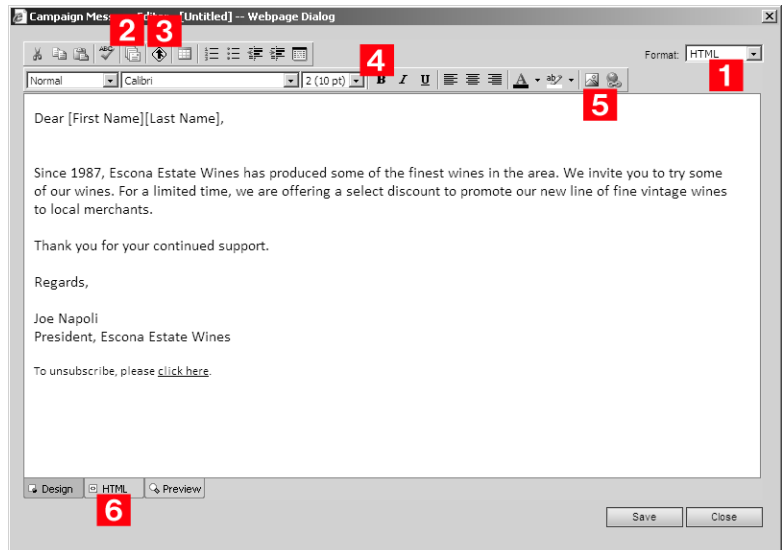 Campaign Mes Editor - [Untitled] -- Webpage Dialog
2 3
ABC
Format: HTML
1
Normal Calibri 2 (10 pt) B I U A ab
4
5
Dear [First Name][Last Name],
Since 1987, Escona Estate Wines has produced some of the finest wines in the area. We invite you to try some
of our wines. For a limited time, we are offering a select discount to promote our new line of fine vintage wines
to local merchants.
Thank you for your continued support.
Regards,
Joe Napoli
President, Escona Estate Wines
To unsubscribe, please click here.
Design HTML Preview
6
Save Close